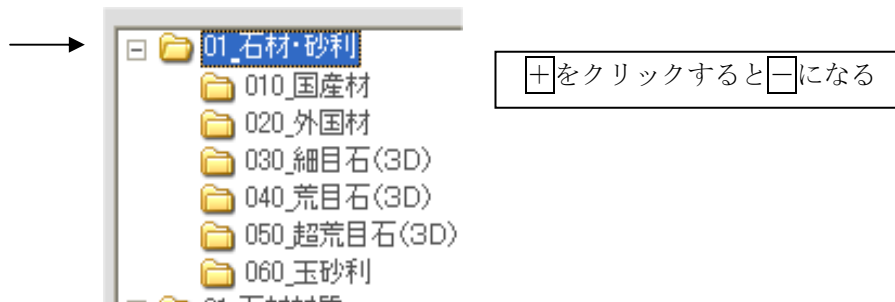 01_石材・砂利
＋をクリックすると－になる
010_国産材
020_外国材
030_細目石(3D)
040_荒目石(3D)
050_超荒目石(3D)
060_玉砂利